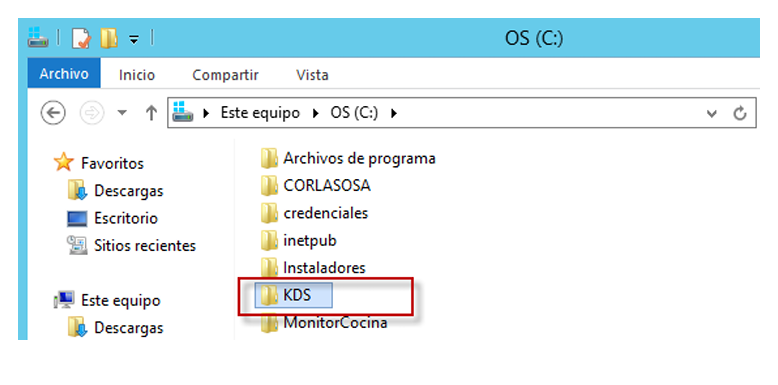 OS (C:)
Archivo Inicio Compartir Vista
Este equipo OS (C:)
Favoritos
Descargas
Escritorio
Sitios recientes
Este equipo
Descargas
Archivos de programa
CORLASOSA
credenciales
inetpub
Instaladores
KDS
MonitorCocina